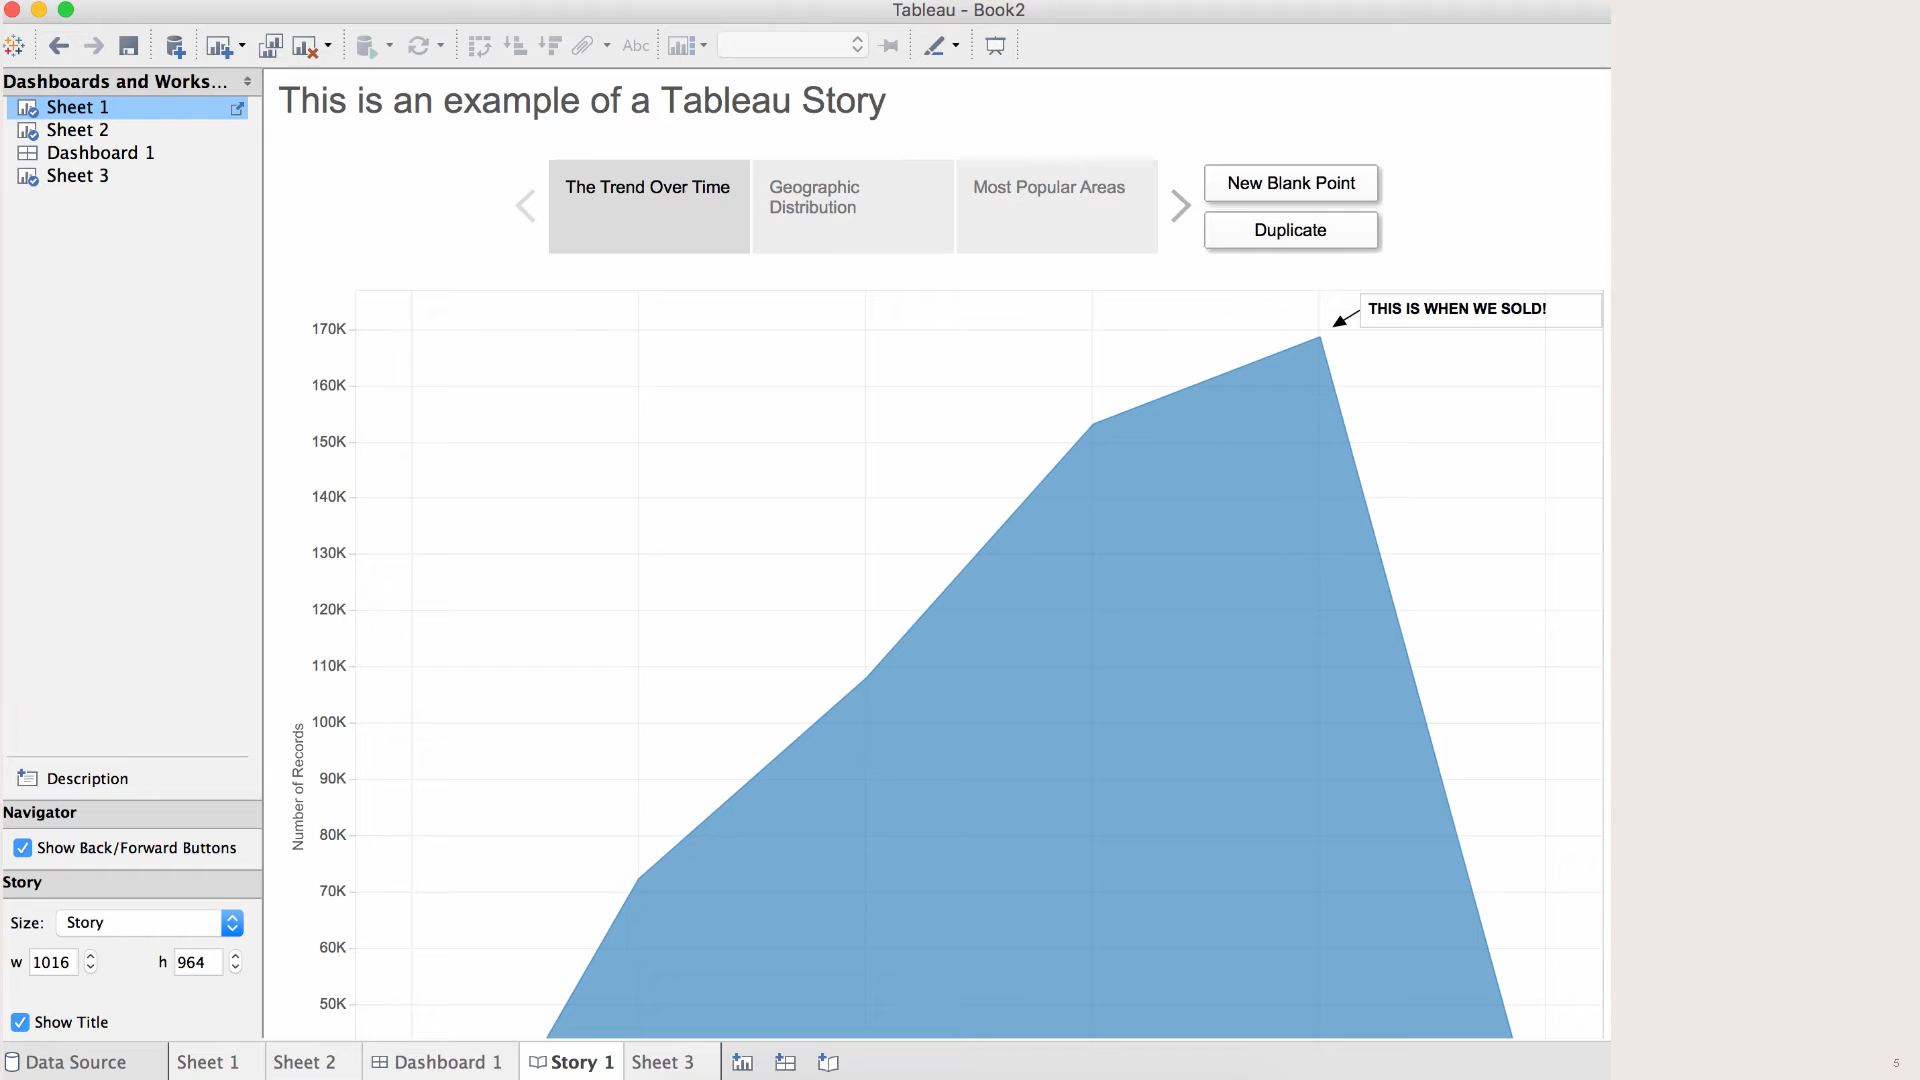 Tableau - Book2
Abc
Dashboards and Works...
Sheet 1
Sheet 2
Dashboard 1
Sheet 3
Description
Navigator
Show Back/Forward Buttons
Story
Size: Story
w 1016 h 964
Show Title
This is an example of a Tableau Story
The Trend Over Time
Geographic
Distribution
Most Popular Areas
New Blank Point
Duplicate
THIS IS WHEN WE SOLD!
170K
160K
150K
140K
130K
120K
110K
100K
90K
80K
70K
60K
50K
Number of Records
Data Source Sheet 1 Sheet 2 Dashboard 1 Story 1 Sheet 3
5